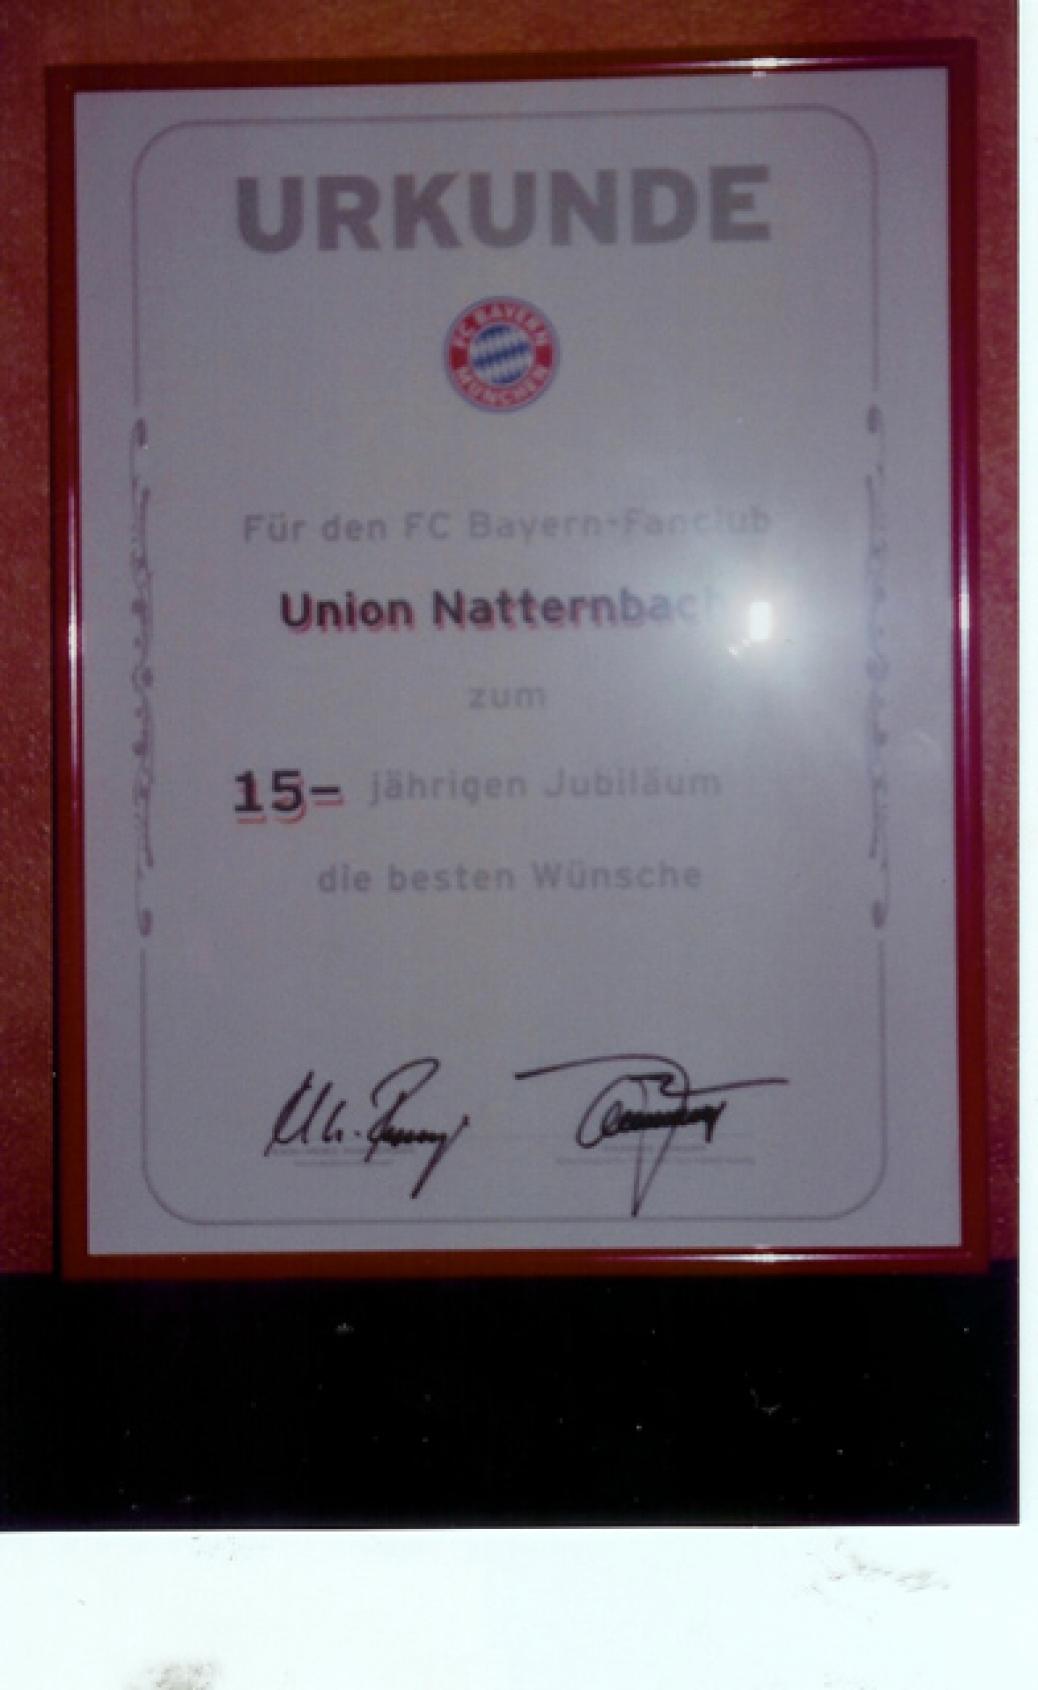 URKUNDE
FC BAYERN
MÜNCHEN
Für den FC Bayern-Fanclub
Union Natternbach
zum
15- jährigen Jubiläum
die besten Wünsche